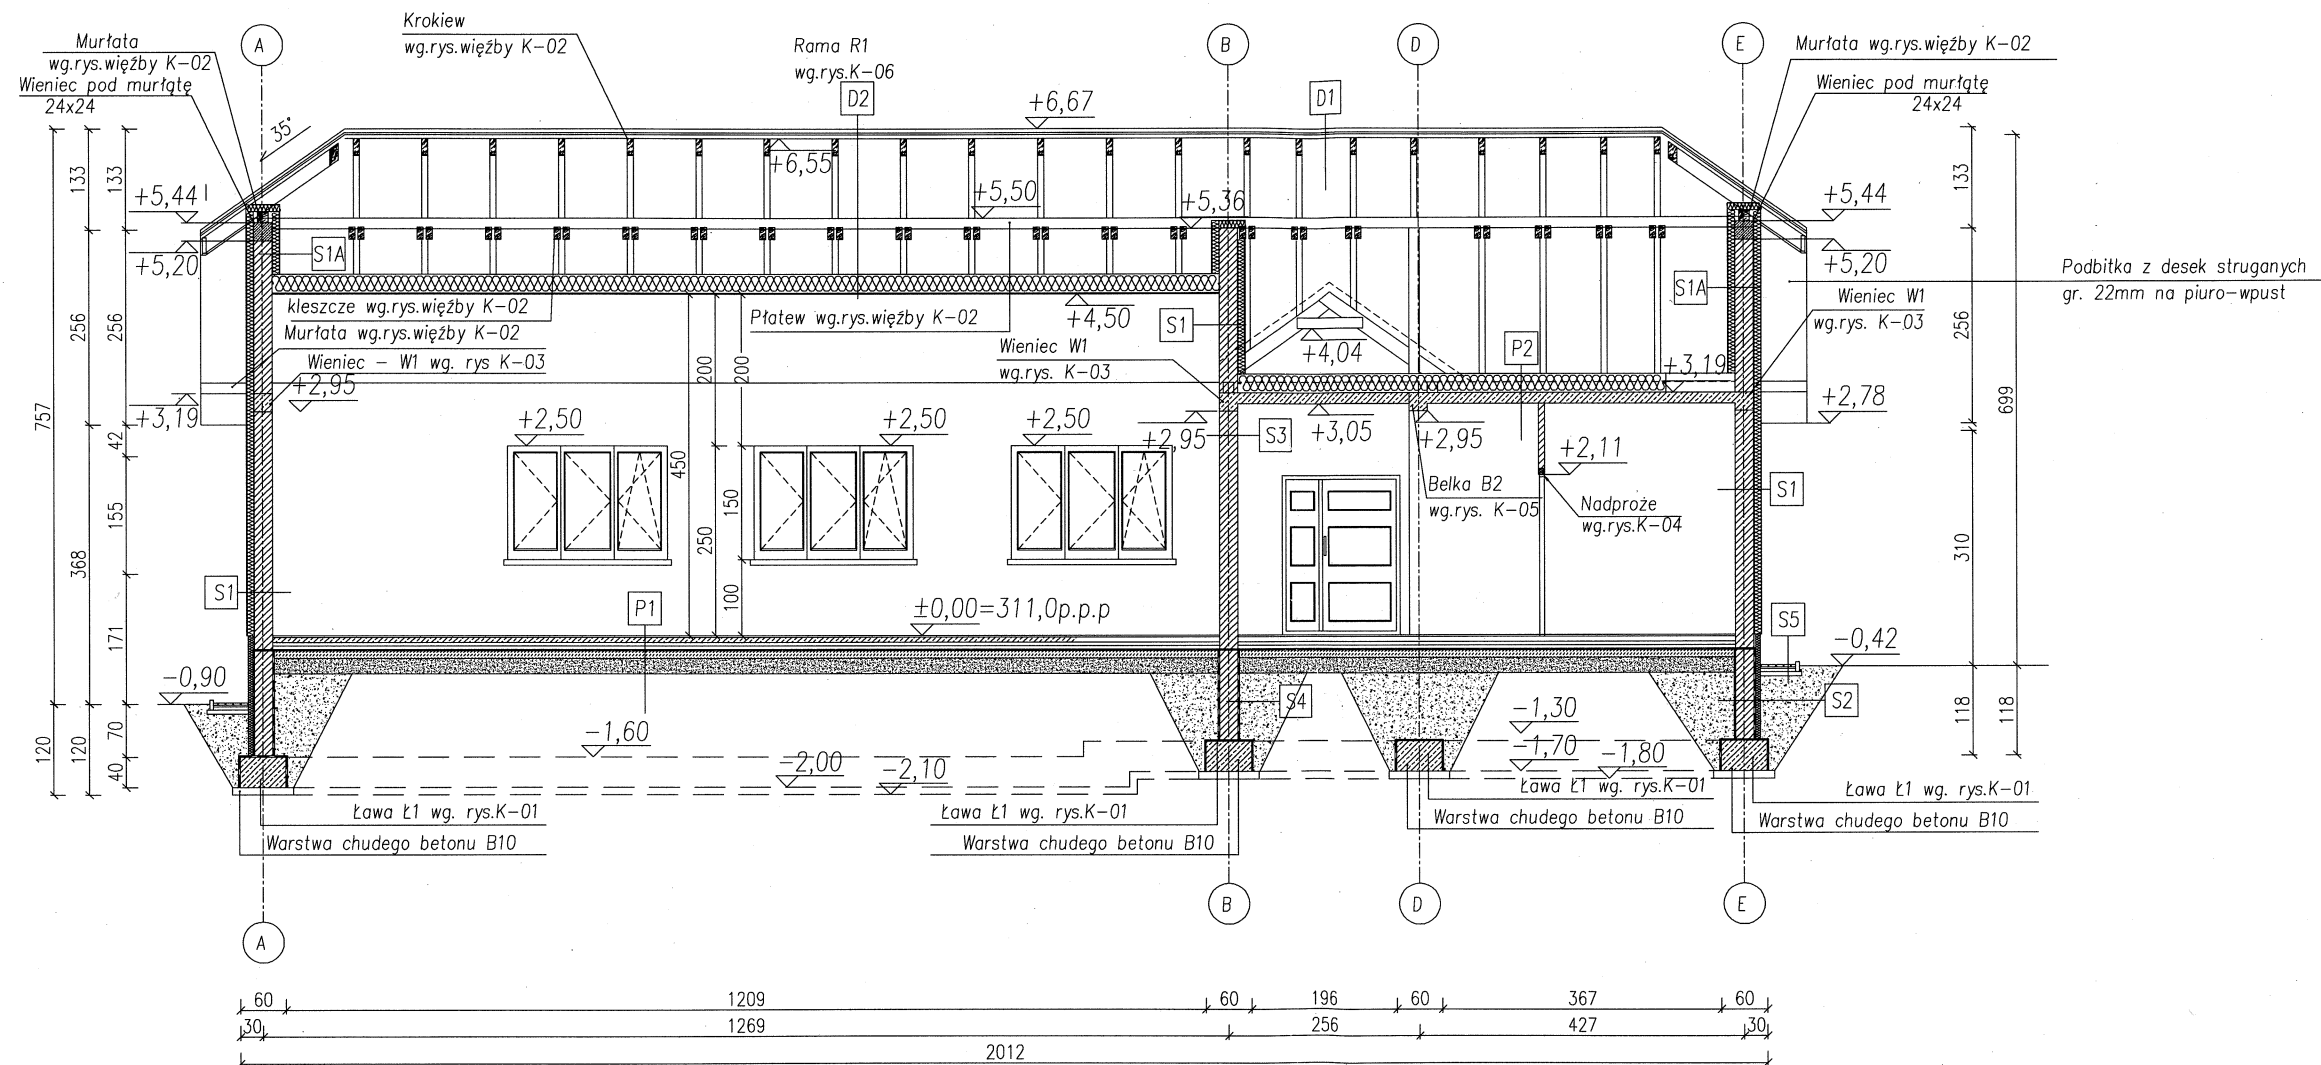 Murłata
wg.rys.więźby K-02
Wieniec pod murłątę
24x24
A
Krokiew
wg.rys.więźby K-02
Rama R1
wg.rys.K-06
D2
+6,67
B
D1
D
E
Murłata wg.rys.więźby K-02
Wieniec pod murłątę
24x24
35°
+6,55
+5,50
+5,36
+5,44
+5,20
+5,44
+5,20
S1A
S1A
Podbitka z desek struganych
gr. 22mm na piuro-wpust
kleszcze wg.rys.więźby K-02
Murłata wg.rys.więźby K-02
Wieniec - W1 wg. rys K-03
+2,95
+3,19
Płatew wg.rys.więźby K-02
+4,50
S1
Wieniec W1
wg.rys. K-03
+4,04
P2
+3,19
Wieniec W1
wg.rys. K-03
+2,78
+2,50
+2,50
+2,50
+2,95
S3
+3,05
+2,95
+2,11
Belka B2
wg.rys. K-05
Nadproże
wg.rys.K-04
S1
S1
P1
±0,00=311,0p.p.p
S5
-0,42
-0,90
S4
S2
-1,60
-2,00
-2,10
-1,30
-1,70
-1,80
Ława Ł1 wg. rys.K-01
Warstwa chudego betonu B10
Ława Ł1 wg. rys.K-01
Warstwa chudego betonu B10
Ława Ł1 wg. rys.K-01
Warstwa chudego betonu B10
Ława Ł1 wg. rys.K-01
Warstwa chudego betonu B10
757
120
133
256
368
120
133
256
42
155
171
70
40
450
200
250
200
150
100
133
256
310
118
699
118
A
B
D
E
60
1209
60
196
60
367
60
30
1269
256
427
30
2012